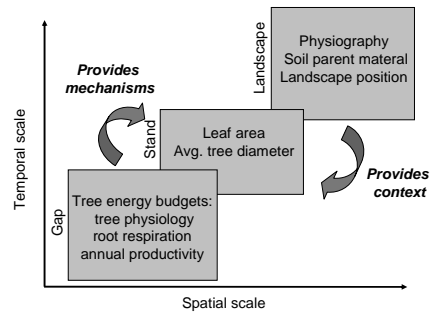 Landscape
Physiography
Soil parent materal
Landscape position
Provides
mechanisms
Temporal scale
Stand
Leaf area
Avg. tree diameter
Provides
context
Gap
Tree energy budgets:
tree physiology
root respiration
annual productivity
Spatial scale